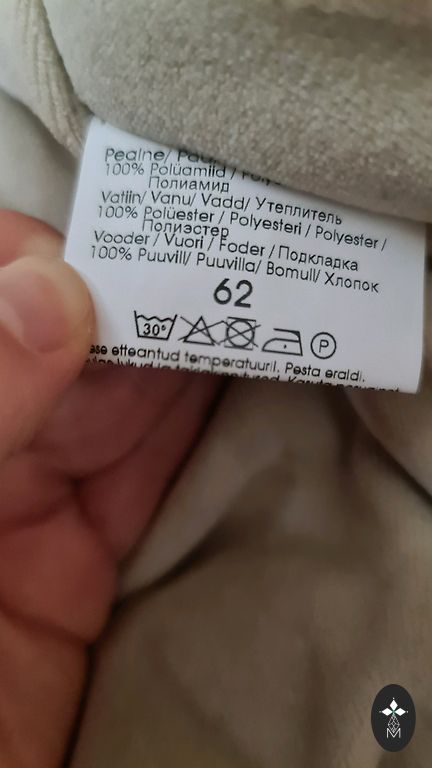 Pealne/
100% Polüamiid /
Полиамид
Vatiin/ Vanu/ Vadd/ Утеплитель
100% Polüester / Polyesteri / Polyester /
Полиэстер
Vooder / Vuori / Foder / Подкладка
100% Puuvill/ Puuvilla/ Bomull/ Хлопок
62
30° P
etteantud temperatuuril. Pesta eraldi.
M